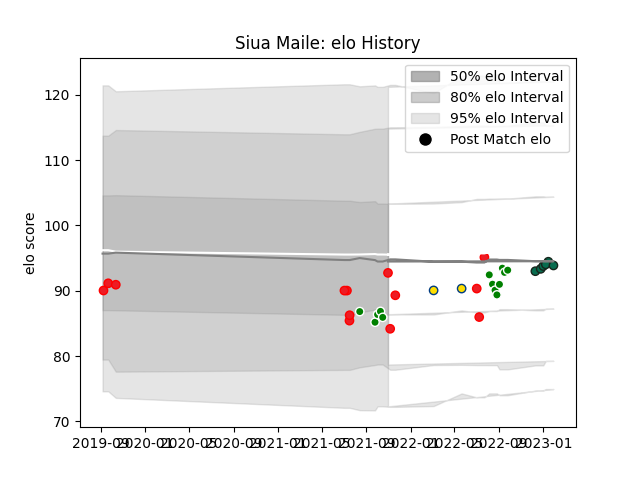 Siua Maile: elo History
50% elo Interval
80% elo Interval
95% elo Interval
Post Match elo
elo score
120
110
100
90
80
70
2019-09 2020-01 2020-05 2020-09 2021-01 2021-05 2021-09 2022-01 2022-05 2022-09 2023-01